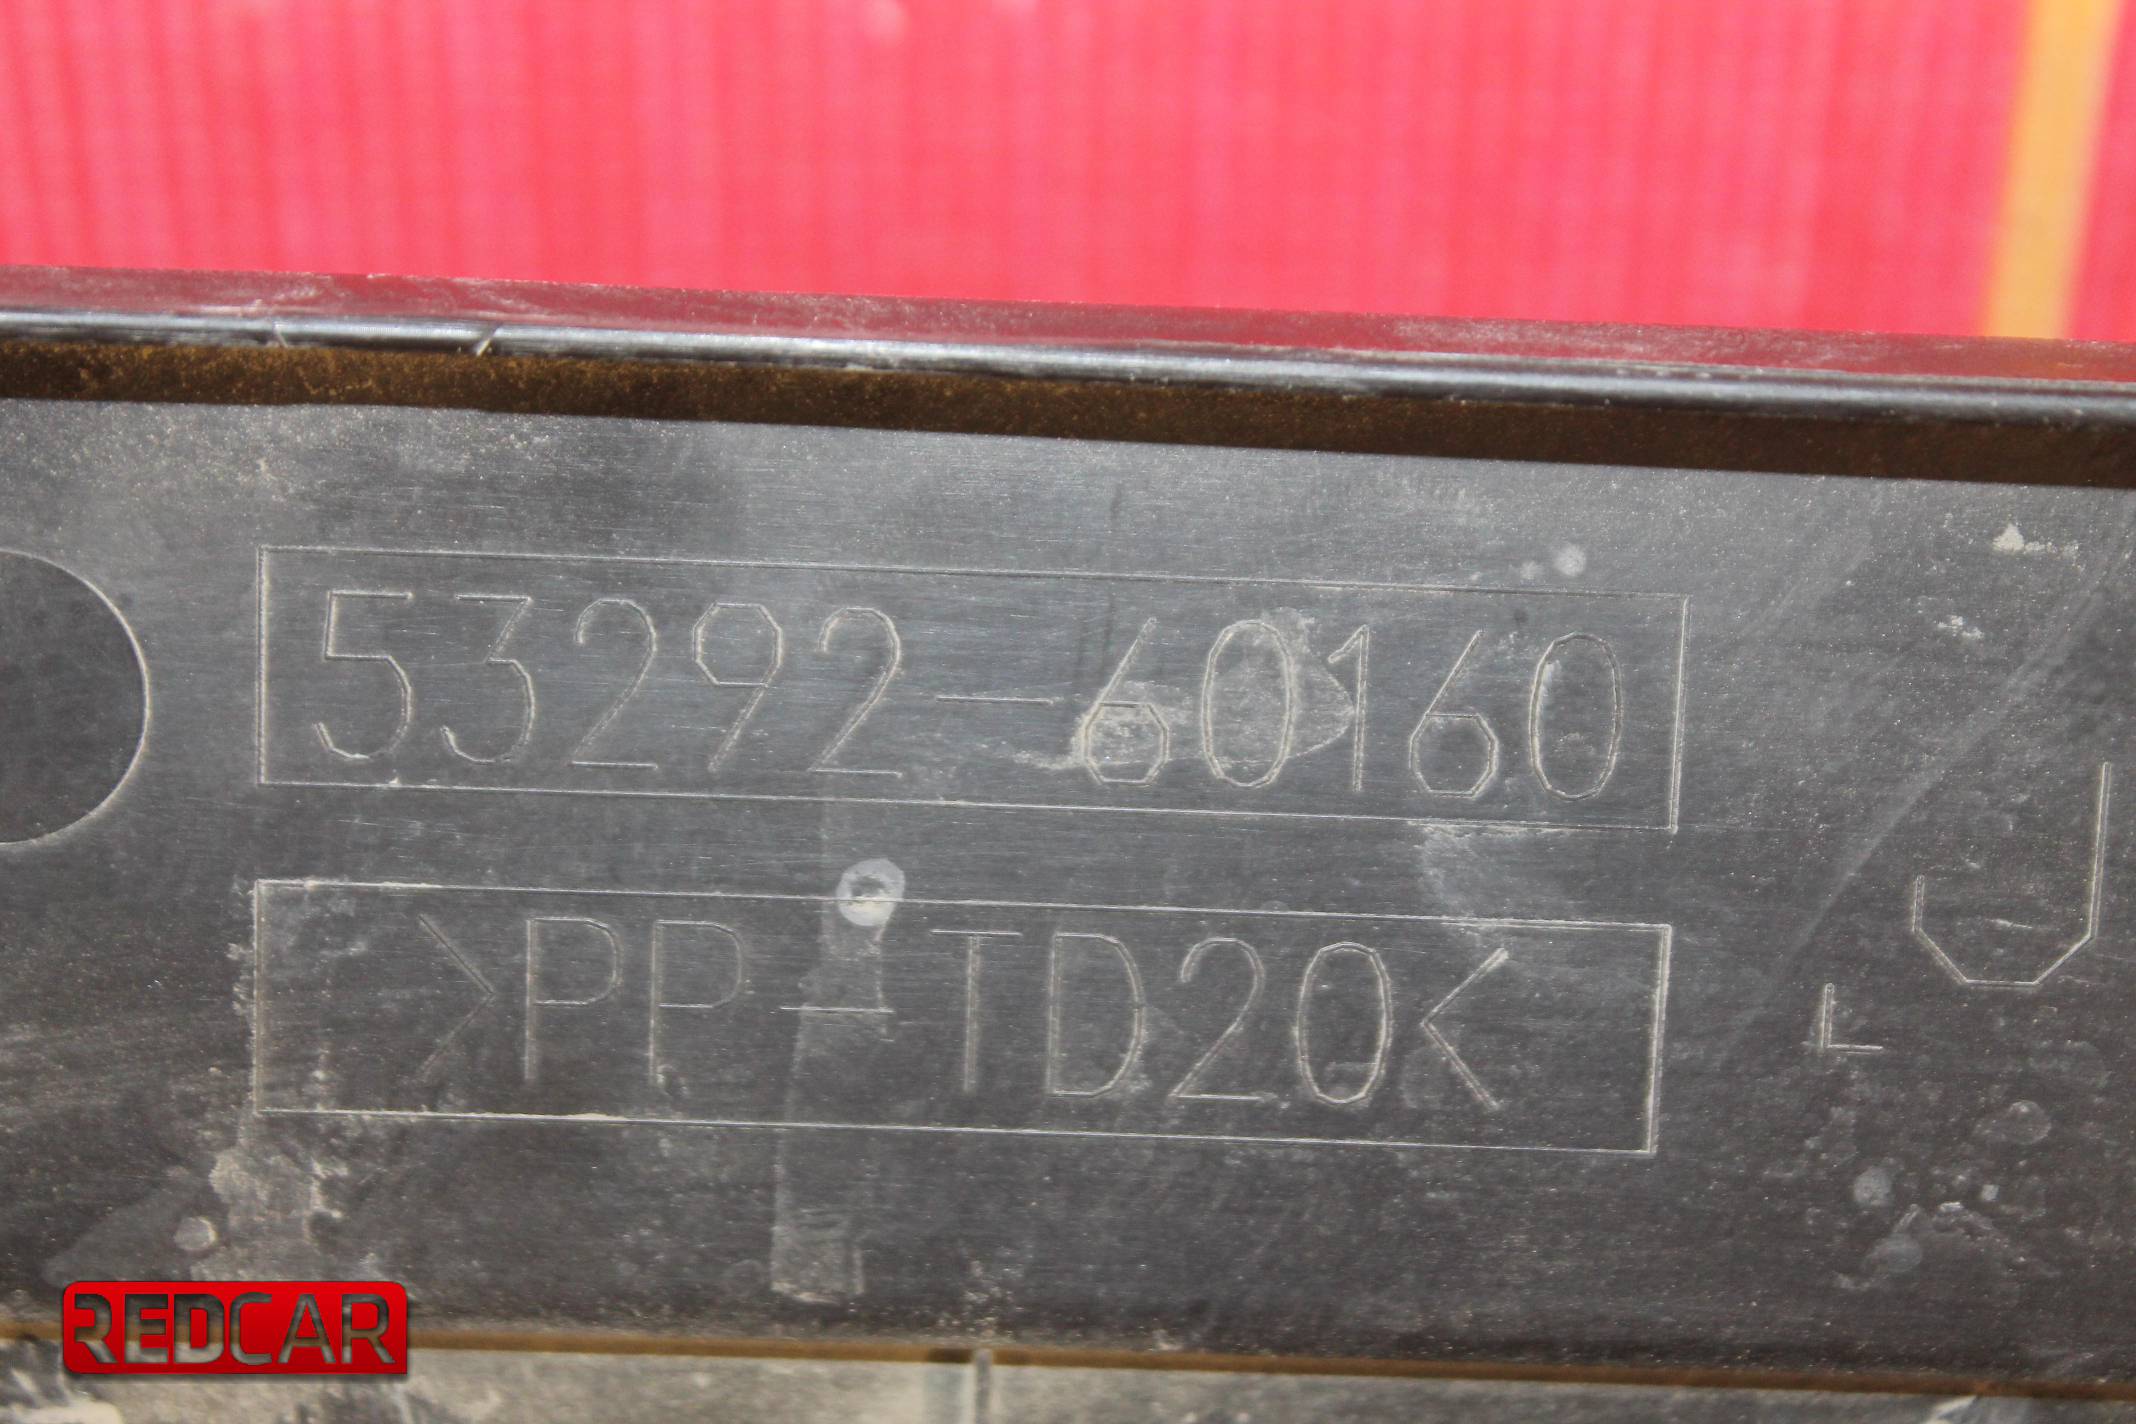 53292-60160
>PP-TD20<
J
L
REDCAR